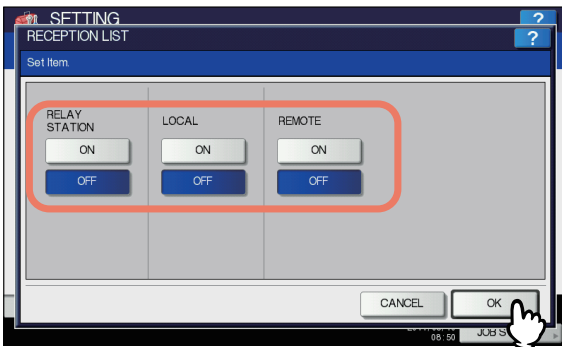 SETTING
?
RECEPTION LIST
?
Set Item.
RELAY
STATION
LOCAL
REMOTE
ON
ON
ON
OFF
OFF
OFF
CANCEL
OK
08:50
JOB S